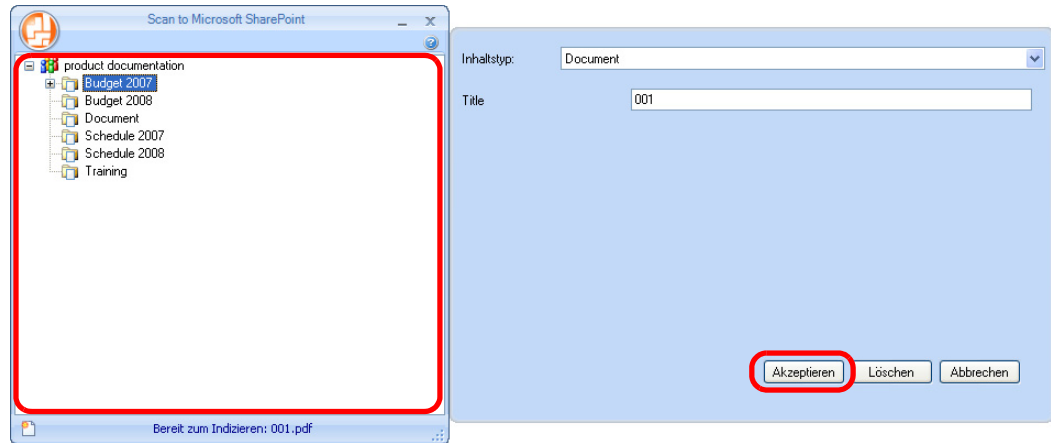 Scan to Microsoft SharePoint
product documentation
Budget 2007
Budget 2008
Document
Schedule 2007
Schedule 2008
Training
Bereit zum Indizieren: 001.pdf
Inhaltstyp: Document
Title 001
Akzeptieren Löschen Abbrechen